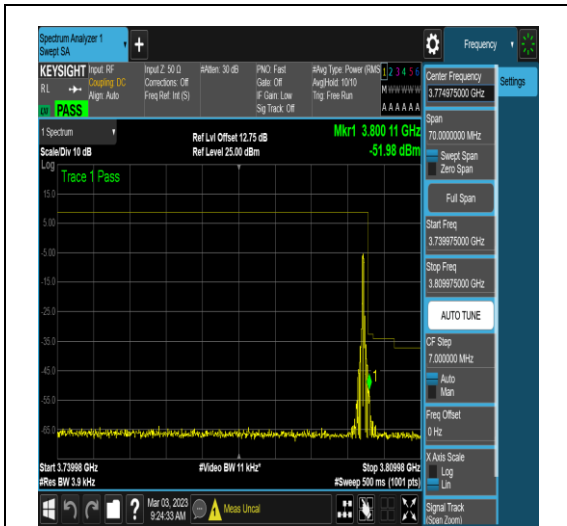 Spectrum Analyzer 1
Swept SA
+
Frequency
KEYSIGHT
Input: RF
Coupling: DC
Align: Auto
Input Z: 50 Ω
Corrections: Off
Freq Ref: Int (S)
#Atten: 30 dB
PNO: Fast
Gate: Off
IF Gain: Low
Sig Track: Off
#Avg Type: Power (RMS
Avg|Hold: 10/10
Trig: Free Run
1 2 3 4 5 6
M W W W W W
A A A A A A
RL
PASS
Center Frequency
3.774975000 GHz
Settings
Span
70.0000000 MHz
Swept Span
Zero Span
Full Span
Start Freq
3.739975000 GHz
Stop Freq
3.809975000 GHz
AUTO TUNE
CF Step
7.000000 MHz
Auto
Man
Freq Offset
0 Hz
X Axis Scale
Log
Lin
Signal Track
(Span Zoom)
1 Spectrum
Scale/Div 10 dB
Ref Lvl Offset 12.75 dB
Ref Level 25.00 dBm
Mkr1 3.800 11 GHz
-51.98 dBm
Log
Trace 1 Pass
15.0
5.00
-5.00
-15.0
-25.0
-35.0
-45.0
-55.0
-65.0
1
Start 3.73998 GHz
#Res BW 3.9 kHz
#Video BW 11 kHz*
Stop 3.80998 GHz
#Sweep 500 ms (1001 pts)
?
Mar 03, 2023
9:24:33 AM
Meas Uncal